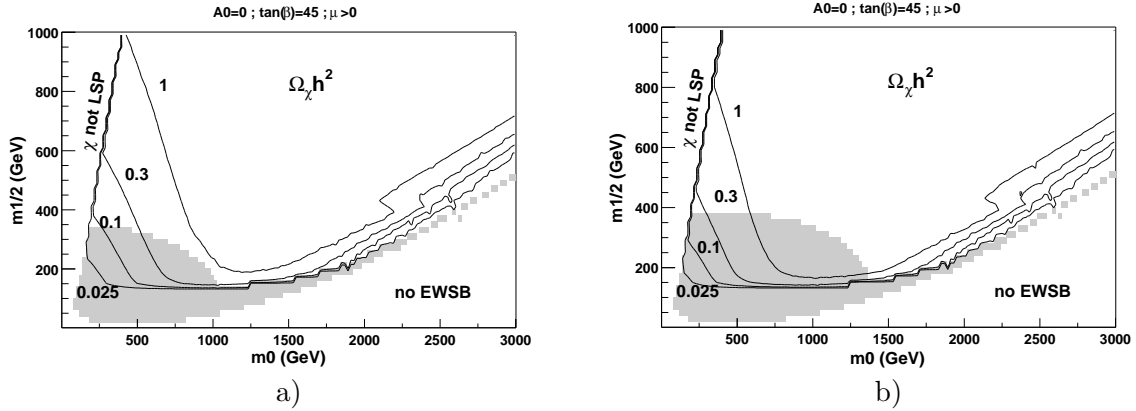 A0=0 ; tan(β)=45 ; μ >0
m1/2 (GeV)
1000
800
600
400
200
χ not LSP
Ωχh²
1
0.3
0.1
0.025
no EWSB
500
1000
1500
2000
2500
3000
m0 (GeV)
a)
A0=0 ; tan(β)=45 ; μ >0
m1/2 (GeV)
1000
800
600
400
200
χ not LSP
Ωχh²
1
0.3
0.1
0.025
no EWSB
500
1000
1500
2000
2500
3000
m0 (GeV)
b)